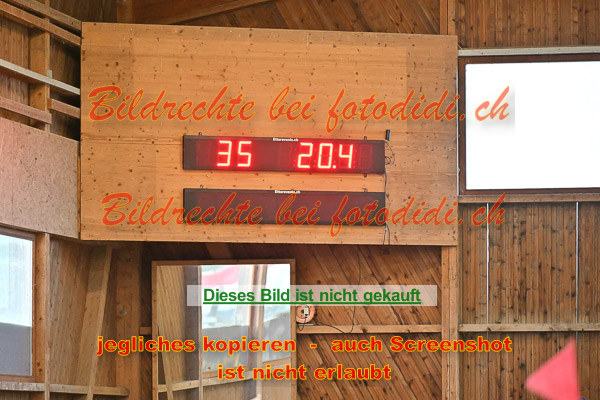 Bildrechte bei fotodidi.ch
35 20.4
Bildrechte bei fotodidi.ch
Dieses Bild ist nicht gekauft
jegliches kopieren - auch Screenshot
ist nicht erlaubt